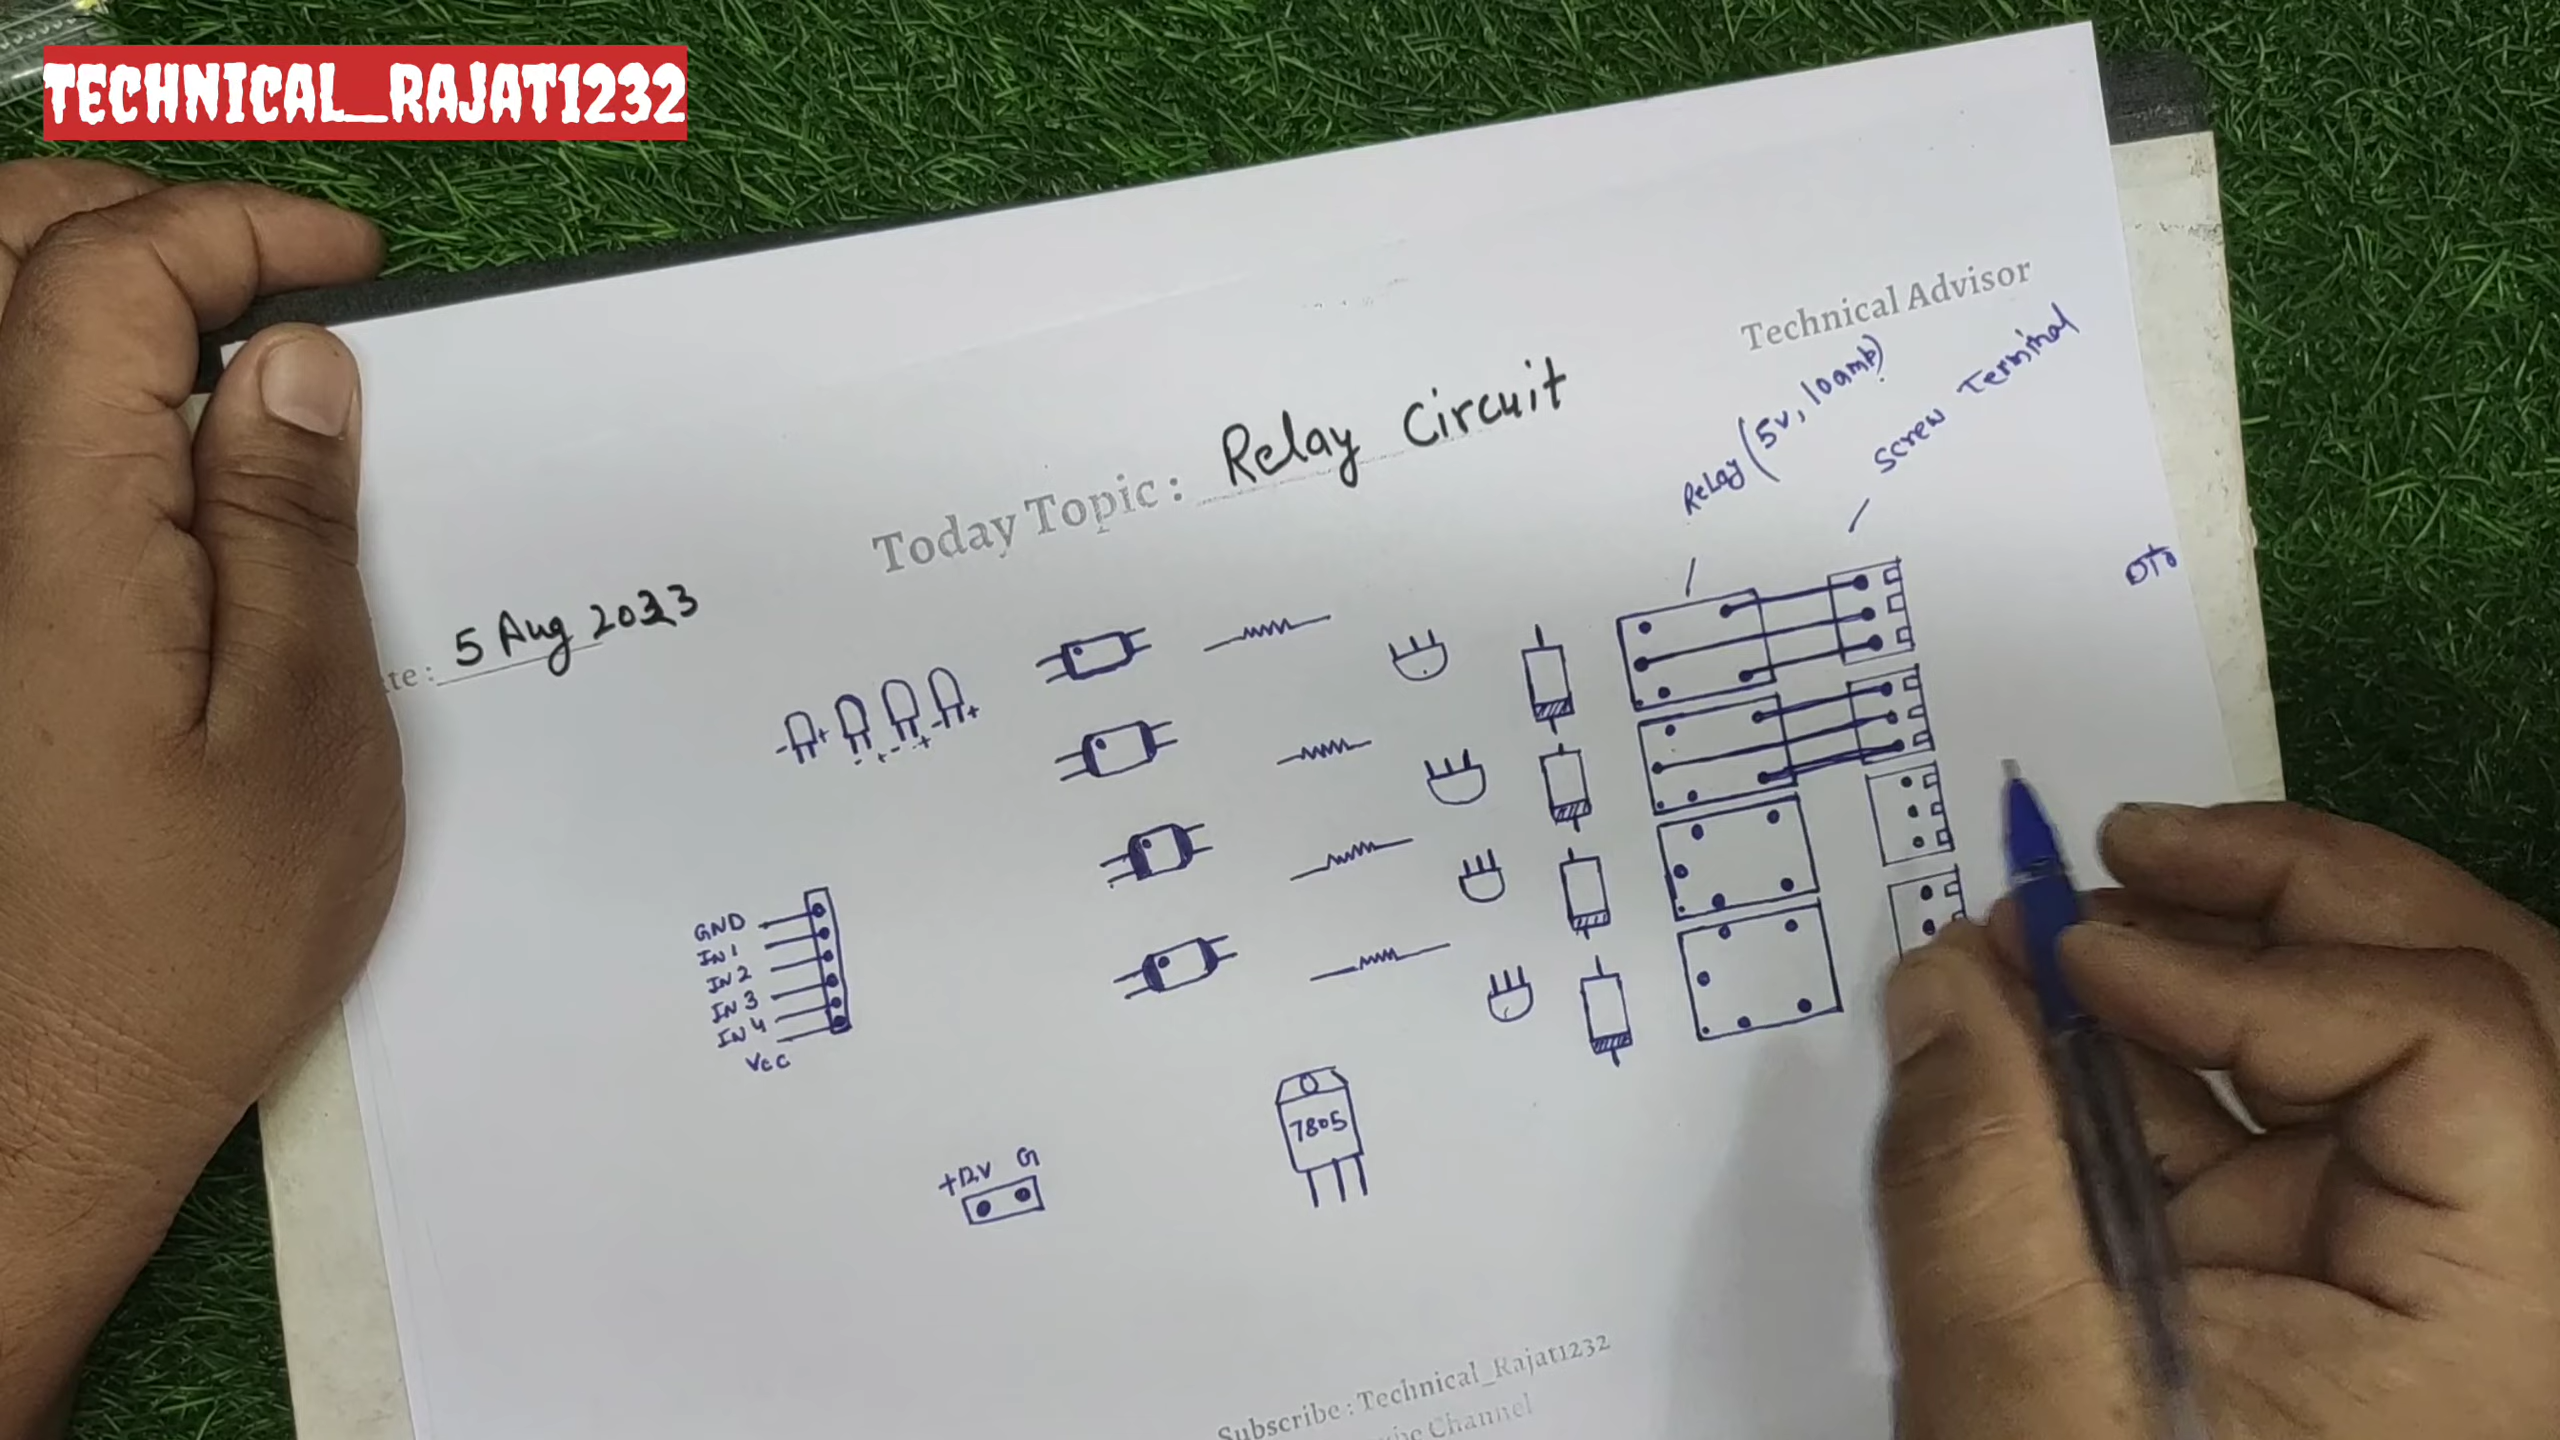 TECHNICAL_RAJAT1232
Technical Advisor
Today Topic : Relay Circuit
te : 5 Aug 2023
Relay (5v, 10amp)
Screw Terminal
- +
- + - - +
- +
GND
IN 1
IN 2
IN 3
IN 4
Vcc
+12V G
7805
Subscribe : Technical_Rajat1232
Channel